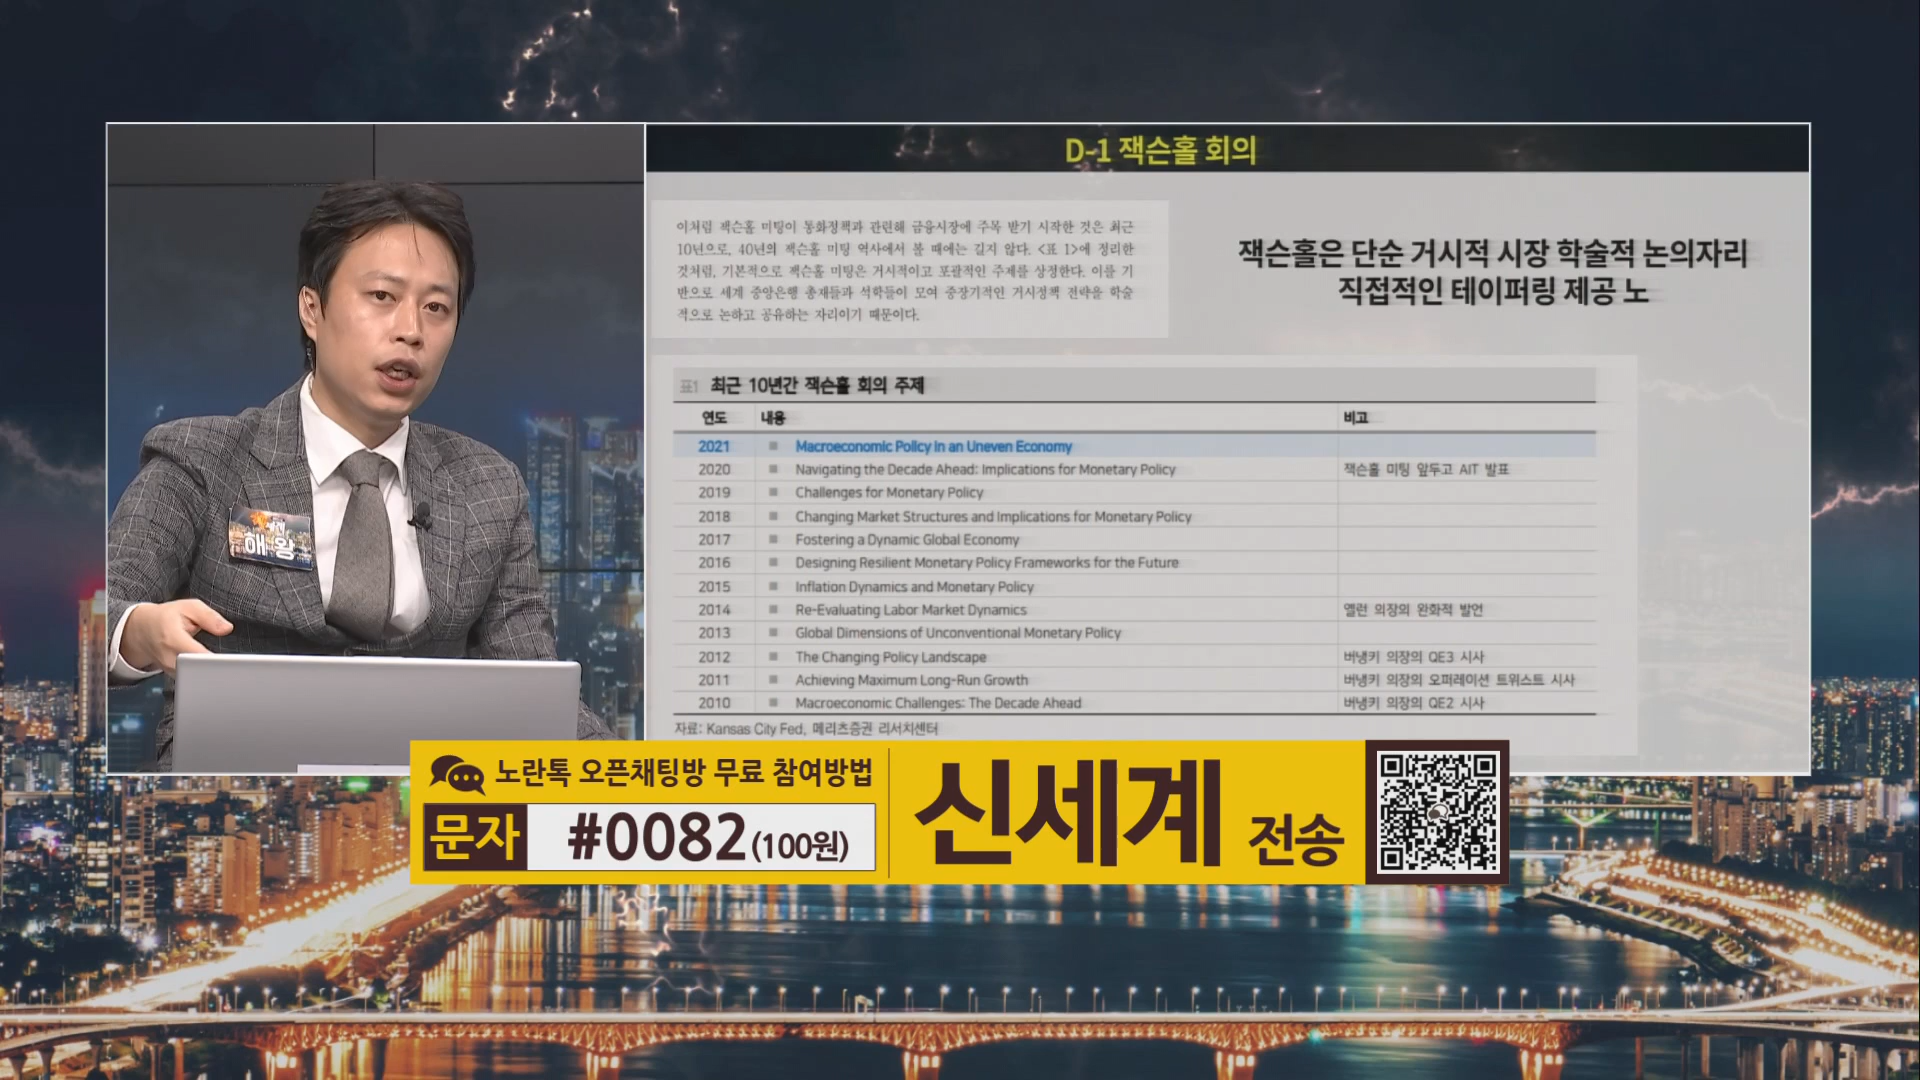 D-1 잭슨홀 회의
이처럼 잭슨홀 미팅이 통화정책과 관련해 금융시장에 주목 받기 시작한 것은 최근
10년으로, 40년의 잭슨홀 미팅 역사에서 볼 때에는 길지 않다. <표 1>에 정리한
것처럼, 기본적으로 잭슨홀 미팅은 거시적이고 포괄적인 주제를 상정한다. 이를 기
반으로 세계 중앙은행 총재들과 석학들이 모여 중장기적인 거시정책 전략을 학술
적으로 논하고 공유하는 자리이기 때문이다.
잭슨홀은 단순 거시적 시장 학술적 논의자리
직접적인 테이퍼링 제공 노
표1 최근 10년간 잭슨홀 회의 주제
연도 내용 비고
2021 Macroeconomic Policy in an Uneven Economy
2020 Navigating the Decade Ahead: Implications for Monetary Policy 잭슨홀 미팅 앞두고 AIT 발표
2019 Challenges for Monetary Policy
2018 Changing Market Structures and Implications for Monetary Policy
2017 Fostering a Dynamic Global Economy
2016 Designing Resilient Monetary Policy Frameworks for the Future
2015 Inflation Dynamics and Monetary Policy
2014 Re-Evaluating Labor Market Dynamics 옐런 의장의 완화적 발언
2013 Global Dimensions of Unconventional Monetary Policy
2012 The Changing Policy Landscape 버냉키 의장의 QE3 시사
2011 Achieving Maximum Long-Run Growth 버냉키 의장의 오퍼레이션 트위스트 시사
2010 Macroeconomic Challenges: The Decade Ahead 버냉키 의장의 QE2 시사
자료: Kansas City Fed, 메리츠증권 리서치센터
해왕
노란톡 오픈채팅방 무료 참여방법
문자 #0082 (100원)
신세계 전송